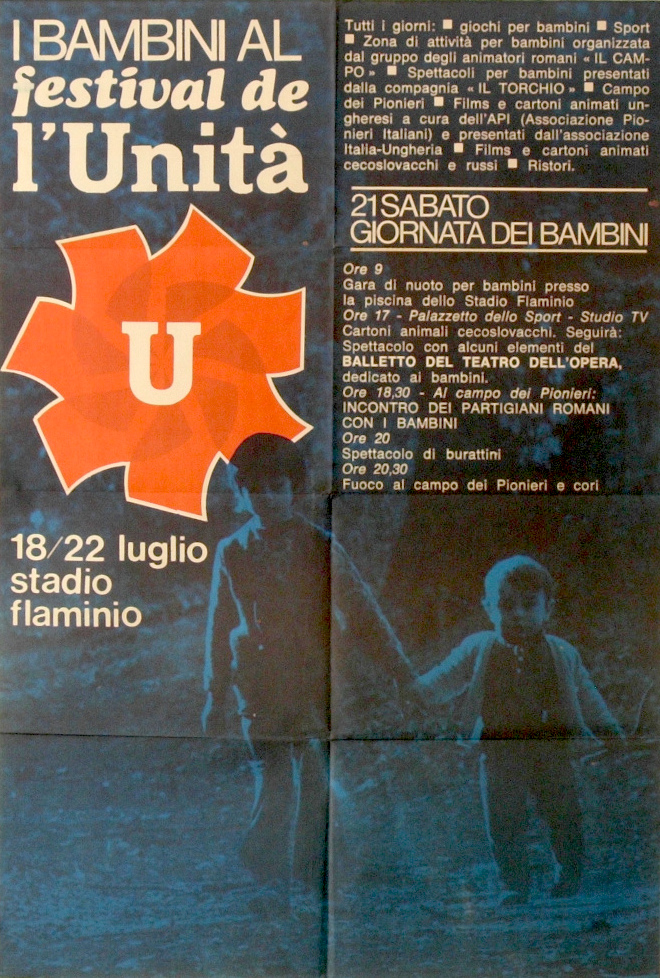 I BAMBINI AL
festival de
l'Unità
U
18/22 luglio
stadio
flaminio
Tutti i giorni: ■ giochi per bambini ■ Sport
■ Zona di attività per bambini organizzata
dal gruppo degli animatori romani « IL CAM-
PO » ■ Spettacoli per bambini presentati
dalla compagnia « IL TORCHIO » ■ Campo
dei Pionieri ■ Films e cartoni animati un-
gheresi a cura dell'API (Associazione Pio-
nieri Italiani) e presentati dall'associazione
Italia-Ungheria ■ Films e cartoni animati
cecoslovacchi e russi ■ Ristori.
21 SABATO
GIORNATA DEI BAMBINI
Ore 9
Gara di nuoto per bambini presso
la piscina dello Stadio Flaminio
Ore 17 - Palazzetto dello Sport - Studio TV
Cartoni animali cecoslovacchi. Seguirà:
Spettacolo con alcuni elementi del
BALLETTO DEL TEATRO DELL'OPERA,
dedicato ai bambini.
Ore 18,30 - Al campo dei Pionieri:
INCONTRO DEI PARTIGIANI ROMANI
CON I BAMBINI
Ore 20
Spettacolo di burattini
Ore 20,30
Fuoco al campo dei Pionieri e cori